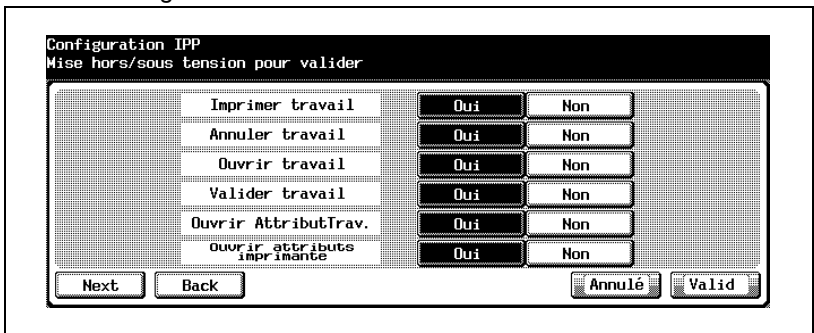 Configuration IPP
Mise hors/sous tension pour valider
Imprimer travail Oui Non
Annuler travail Oui Non
Ouvrir travail Oui Non
Valider travail Oui Non
Ouvrir AttributTrav. Oui Non
Ouvrir attributs
imprimante Oui Non
Next Back Annulé Valid